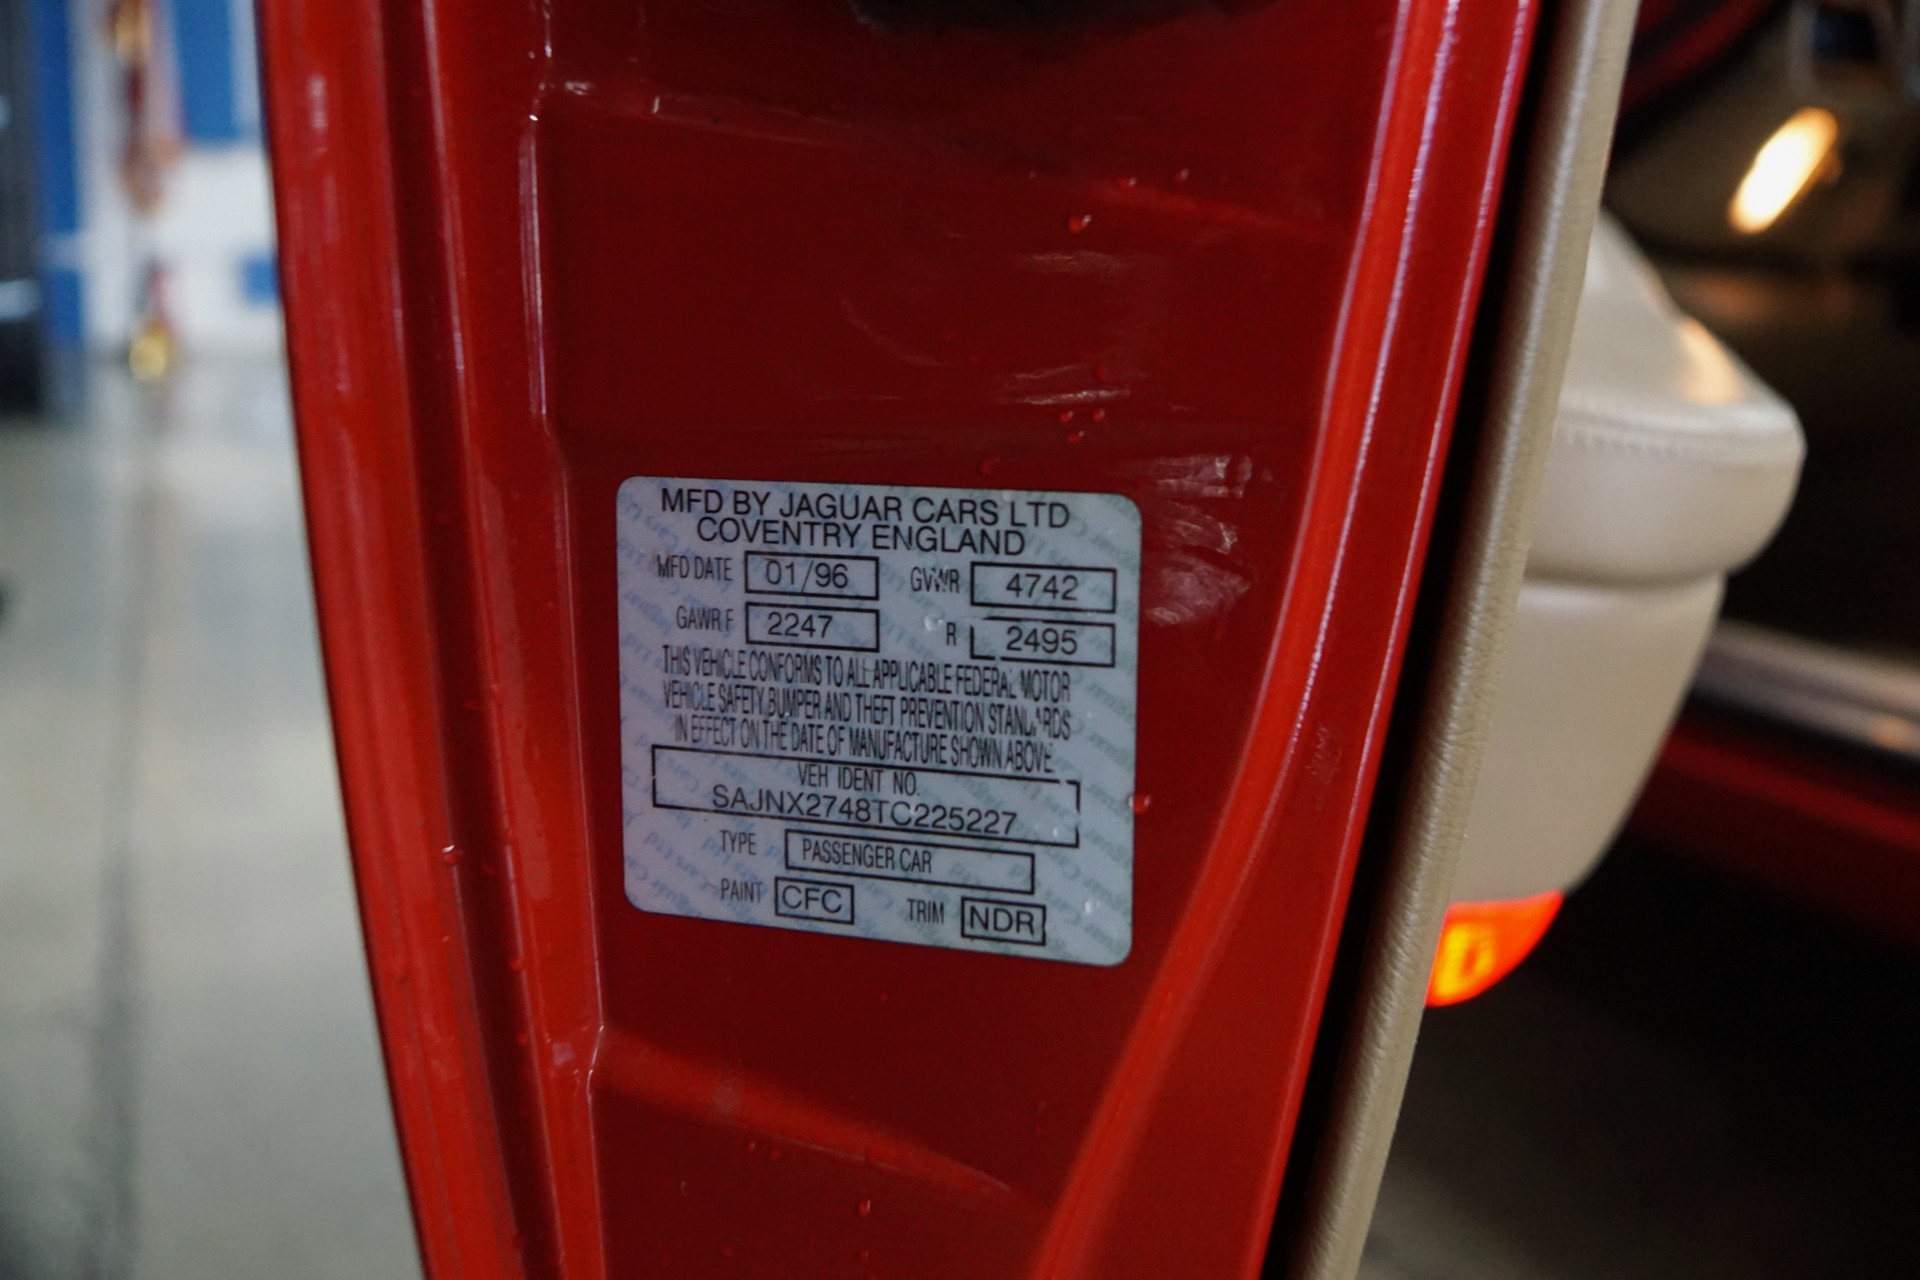 MFD BY JAGUAR CARS LTD
COVENTRY ENGLAND
MFD DATE 01/96 GVWR 4742
GAWR F 2247 R 2495
THIS VEHICLE CONFORMS TO ALL APPLICABLE FEDERAL MOTOR
VEHICLE SAFETY, BUMPER AND THEFT PREVENTION STANDARDS
IN EFFECT ON THE DATE OF MANUFACTURE SHOWN ABOVE.
VEH IDENT NO.
SAJNX2748TC225227
TYPE PASSENGER CAR
PAINT CFC TRIM NDR